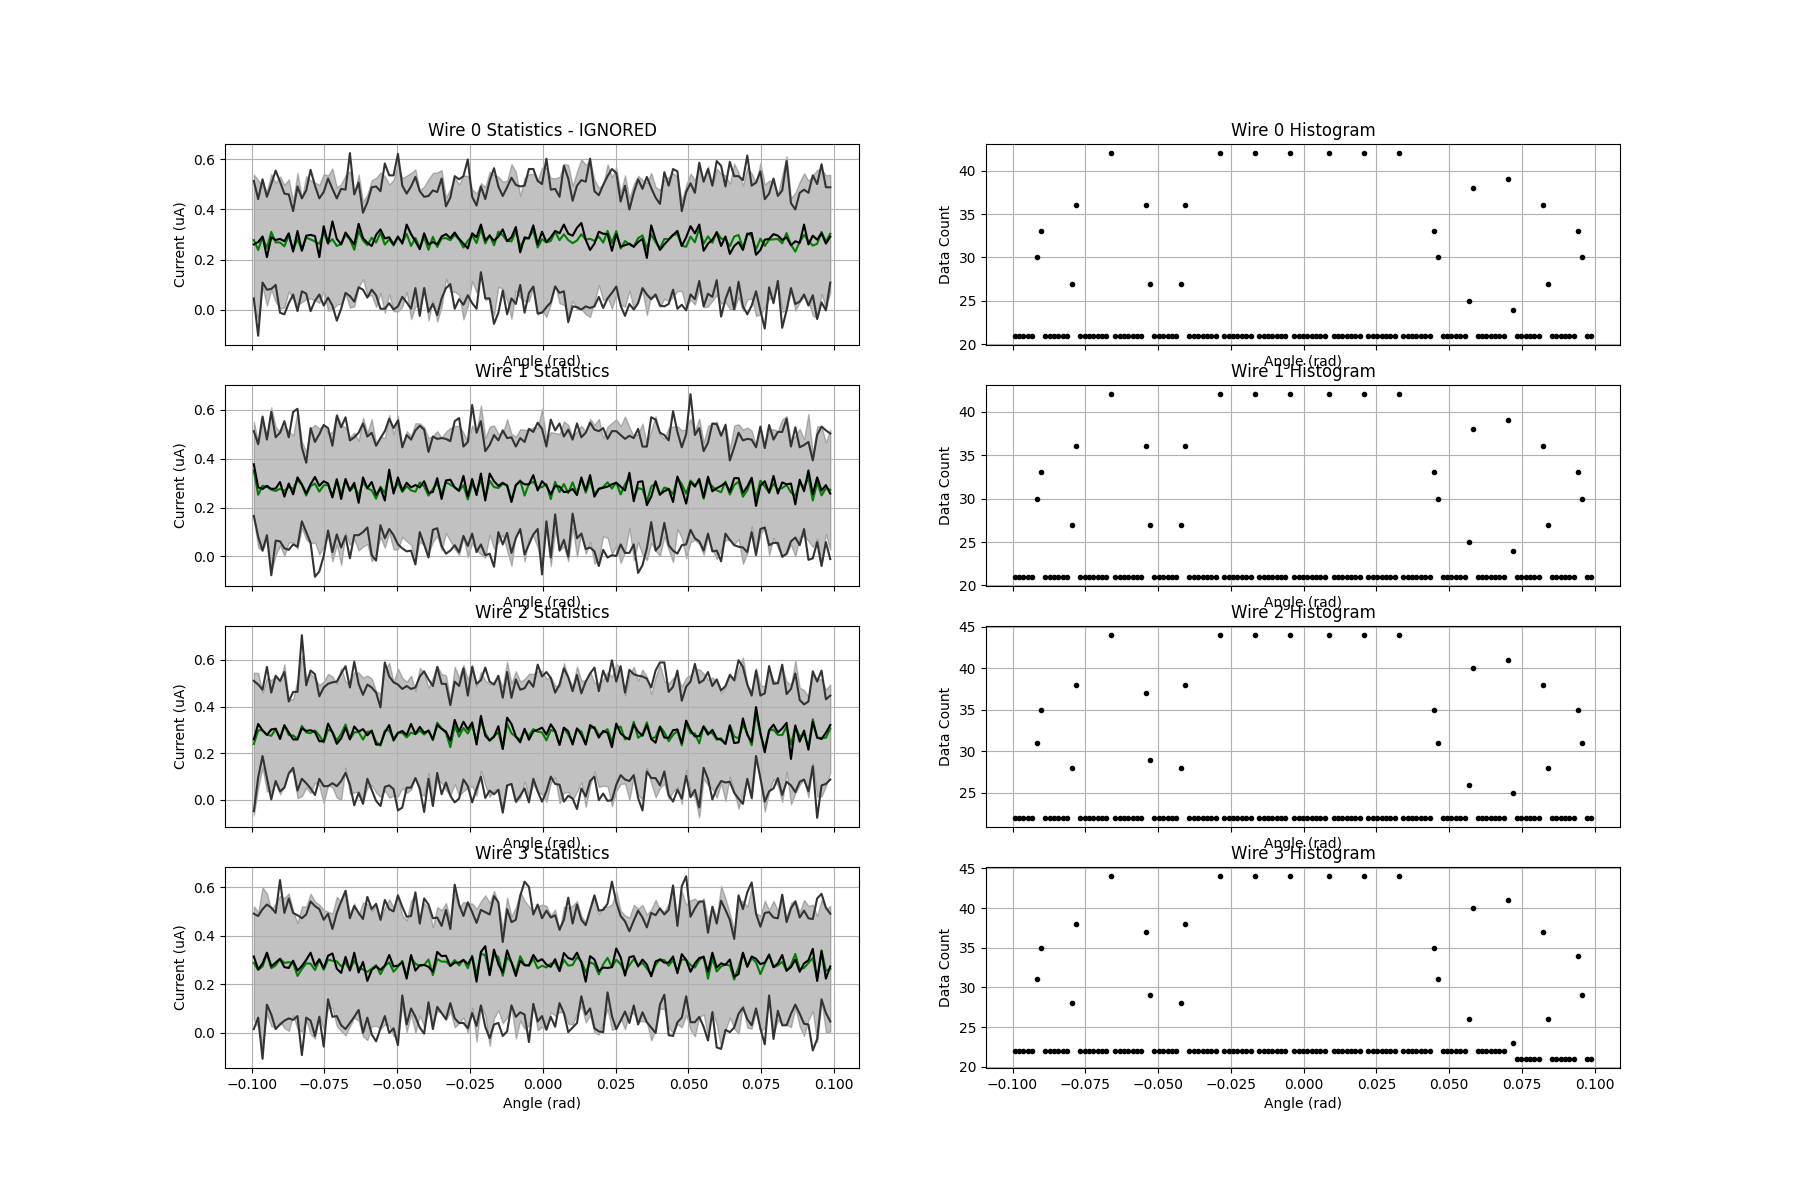 Wire 0 Statistics - IGNORED
Current (uA)
0.6
0.4
0.2
0.0
Angle (rad)
Wire 0 Histogram
Data Count
40
35
30
25
20
Angle (rad)
Wire 1 Statistics
Current (uA)
0.6
0.4
0.2
0.0
Angle (rad)
Wire 1 Histogram
Data Count
40
35
30
25
20
Angle (rad)
Wire 2 Statistics
Current (uA)
0.6
0.4
0.2
0.0
Angle (rad)
Wire 2 Histogram
Data Count
45
40
35
30
25
Angle (rad)
Wire 3 Statistics
Current (uA)
0.6
0.4
0.2
0.0
−0.100 −0.075 −0.050 −0.025 0.000 0.025 0.050 0.075 0.100
Angle (rad)
Wire 3 Histogram
Data Count
45
40
35
30
25
20
−0.100 −0.075 −0.050 −0.025 0.000 0.025 0.050 0.075 0.100
Angle (rad)